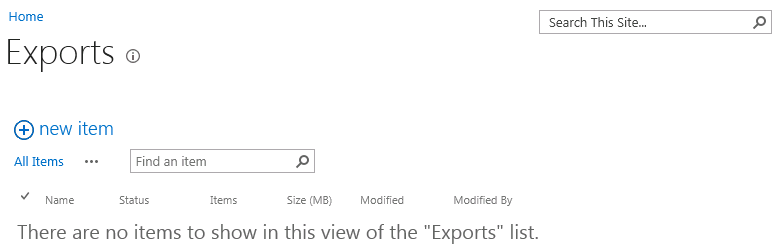 Home
Search This Site...
Exports
new item
All Items ••• Find an item
Name Status Items Size (MB) Modified Modified By
There are no items to show in this view of the "Exports" list.